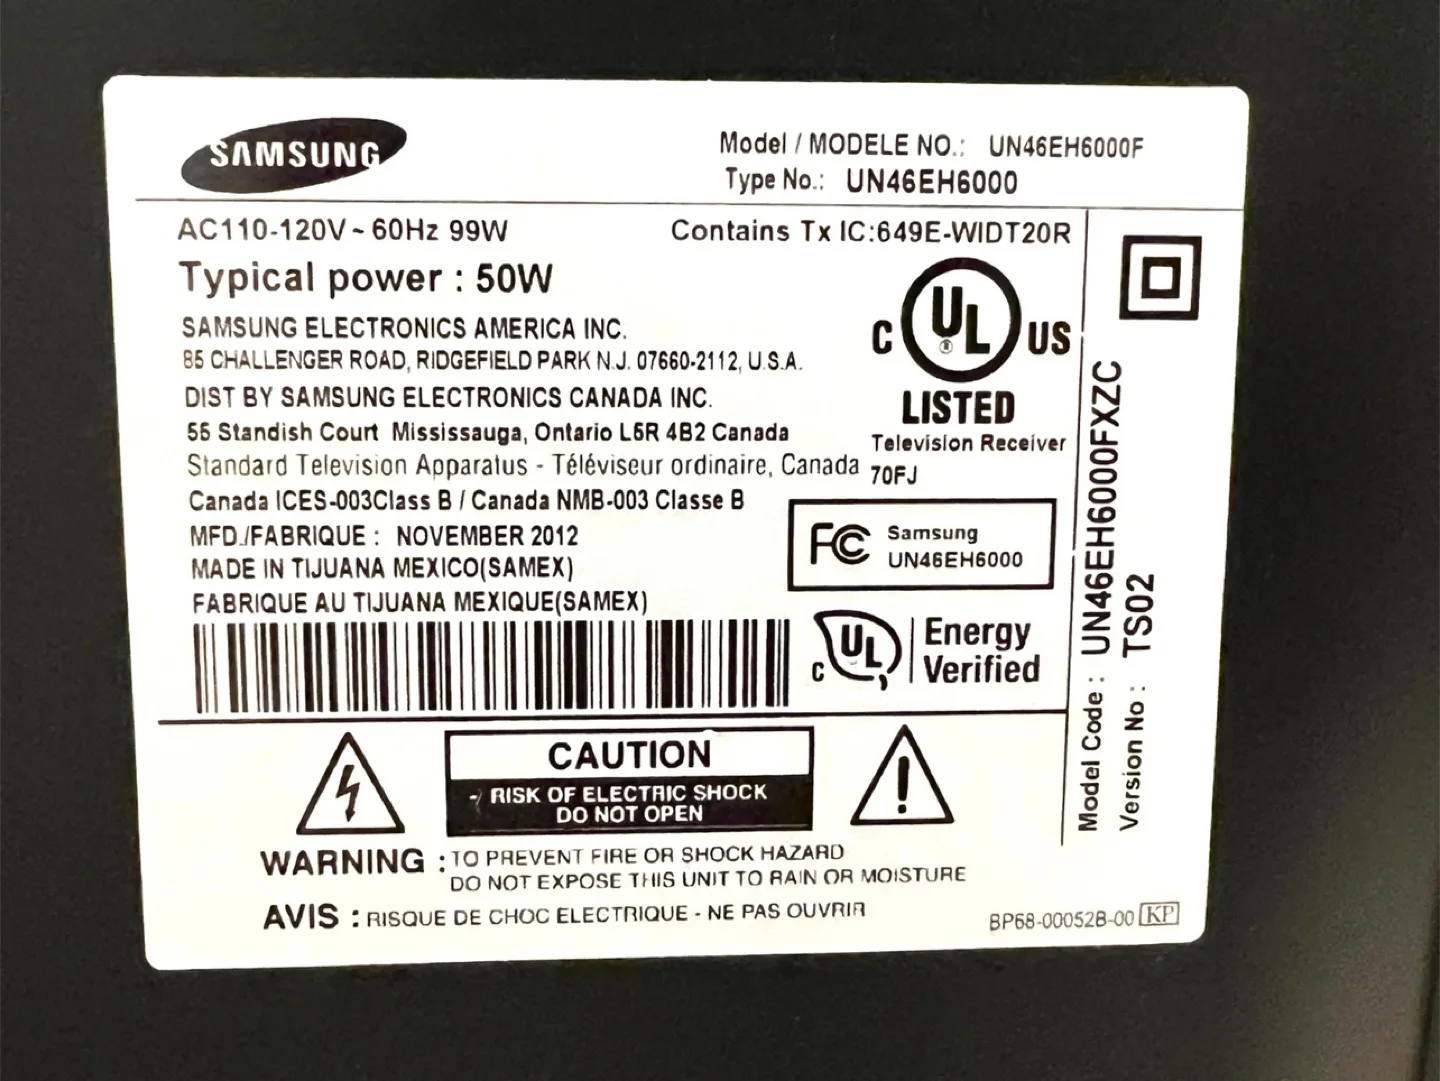 SAMSUNG
Model / MODELE NO.: UN46EH6000F
Type No.: UN46EH6000
AC110-120V ~ 60Hz 99W
Contains Tx IC:649E-WIDT20R
Typical power : 50W
SAMSUNG ELECTRONICS AMERICA INC.
85 CHALLENGER ROAD, RIDGEFIELD PARK N.J. 07660-2112, U.S.A.
DIST BY SAMSUNG ELECTRONICS CANADA INC.
55 Standish Court Mississauga, Ontario L5R 4B2 Canada
Standard Television Apparatus - Téléviseur ordinaire, Canada
Canada ICES-003Class B / Canada NMB-003 Classe B
MFD./FABRIQUE : NOVEMBER 2012
MADE IN TIJUANA MEXICO(SAMEX)
FABRIQUE AU TIJUANA MEXIQUE(SAMEX)
C UL ® US
LISTED
Television Receiver
70FJ
FC Samsung
UN46EH6000
C UL Energy
Verified
Model Code : UN46EH6000FXZC
Version No : TS02
CAUTION
RISK OF ELECTRIC SHOCK
DO NOT OPEN
!
WARNING : TO PREVENT FIRE OR SHOCK HAZARD
DO NOT EXPOSE THIS UNIT TO RAIN OR MOISTURE
AVIS : RISQUE DE CHOC ELECTRIQUE - NE PAS OUVRIR
BP68-00052B-00 KP